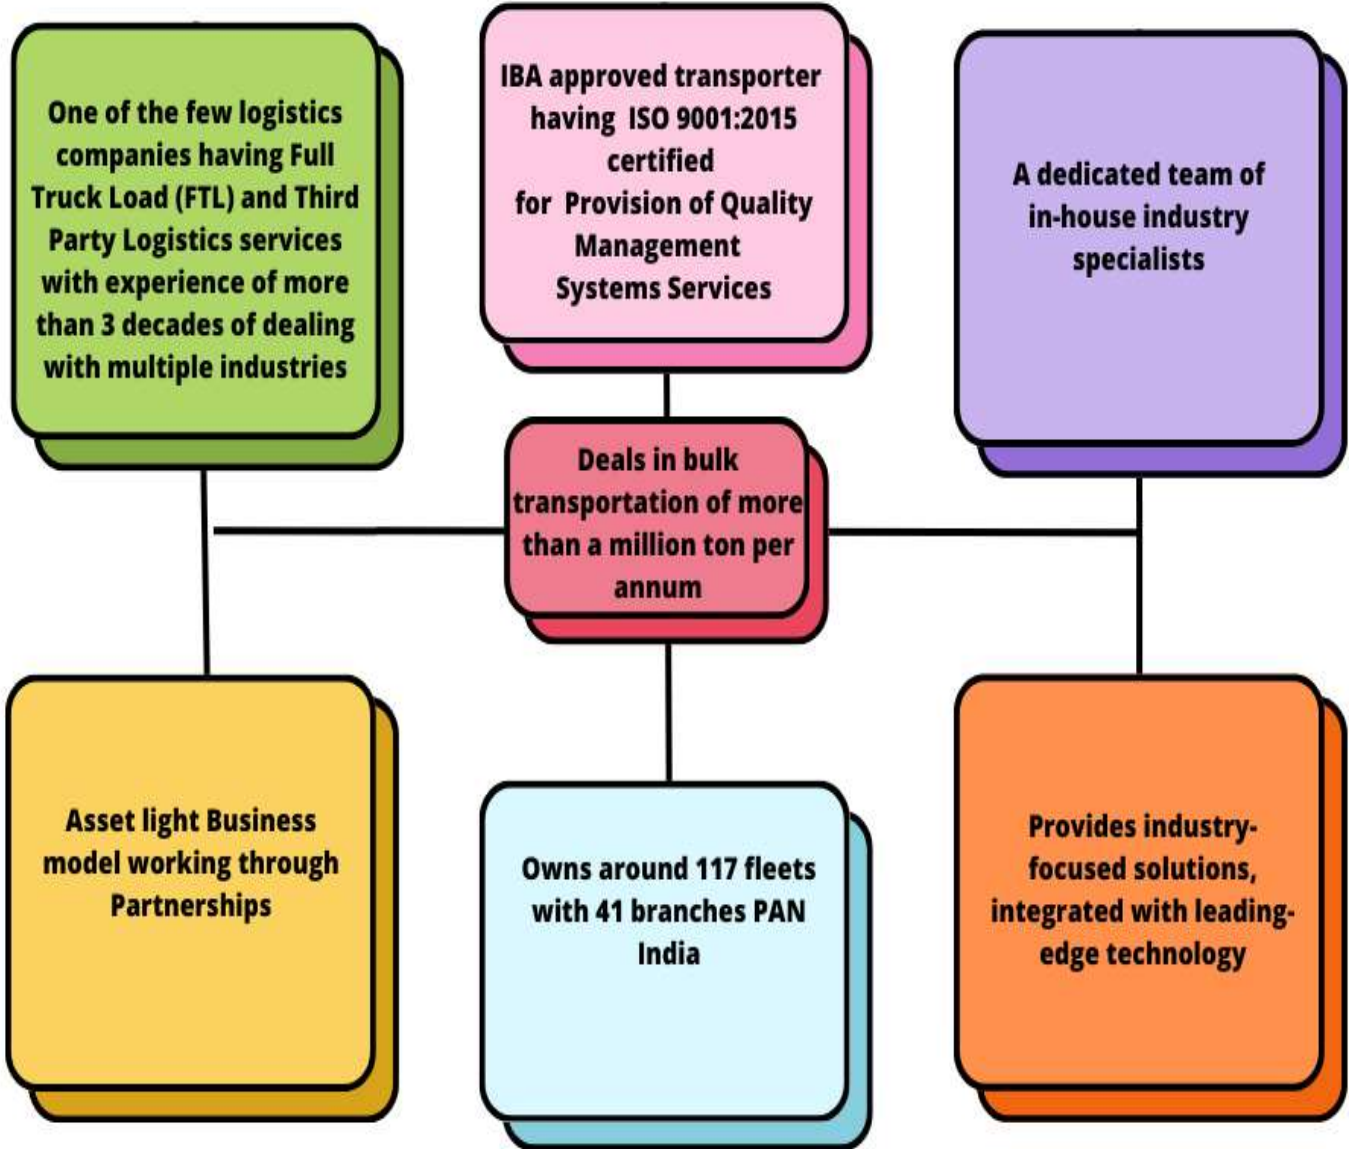 One of the few logistics
companies having Full
Truck Load (FTL) and Third
Party Logistics services
with experience of more
than 3 decades of dealing
with multiple industries
IBA approved transporter
having ISO 9001:2015
certified
for Provision of Quality
Management
Systems Services
A dedicated team of
in-house industry
specialists
Deals in bulk
transportation of more
than a million ton per
annum
Asset light Business
model working through
Partnerships
Owns around 117 fleets
with 41 branches PAN
India
Provides industry-
focused solutions,
integrated with leading-
edge technology